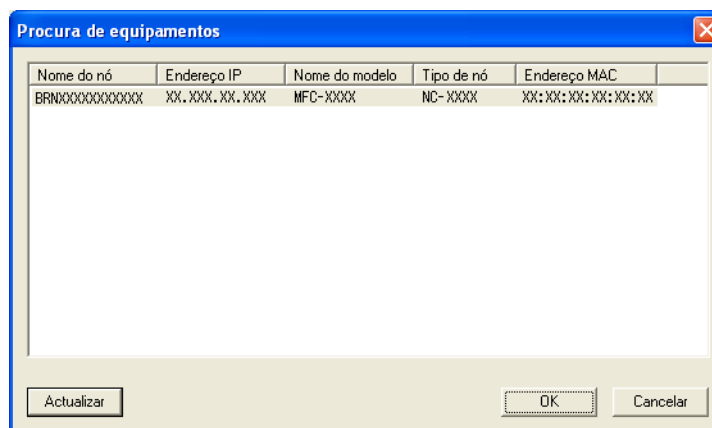 Procura de equipamentos
Nome do nó Endereço IP Nome do modelo Tipo de nó Endereço MAC
BRNXXXXXXXXXXXX XX.XXX.XX.XXX MFC-XXXX NC-XXXX XX:XX:XX:XX:XX:XX
Actualizar OK Cancelar